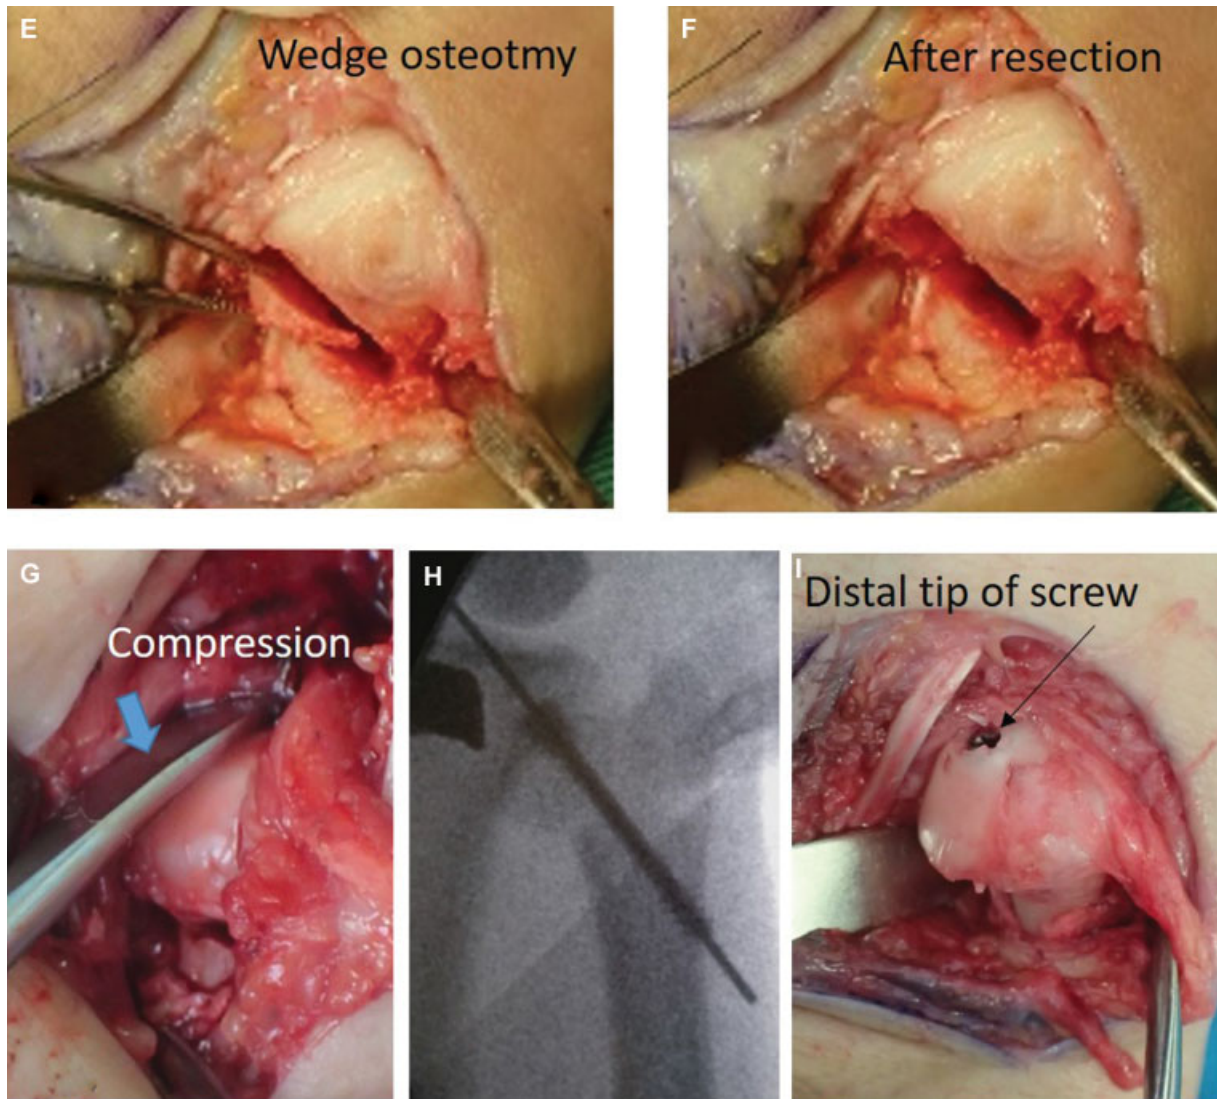 E
Wedge osteotmy
F
After resection
G
Compression
H
I
Distal tip of screw